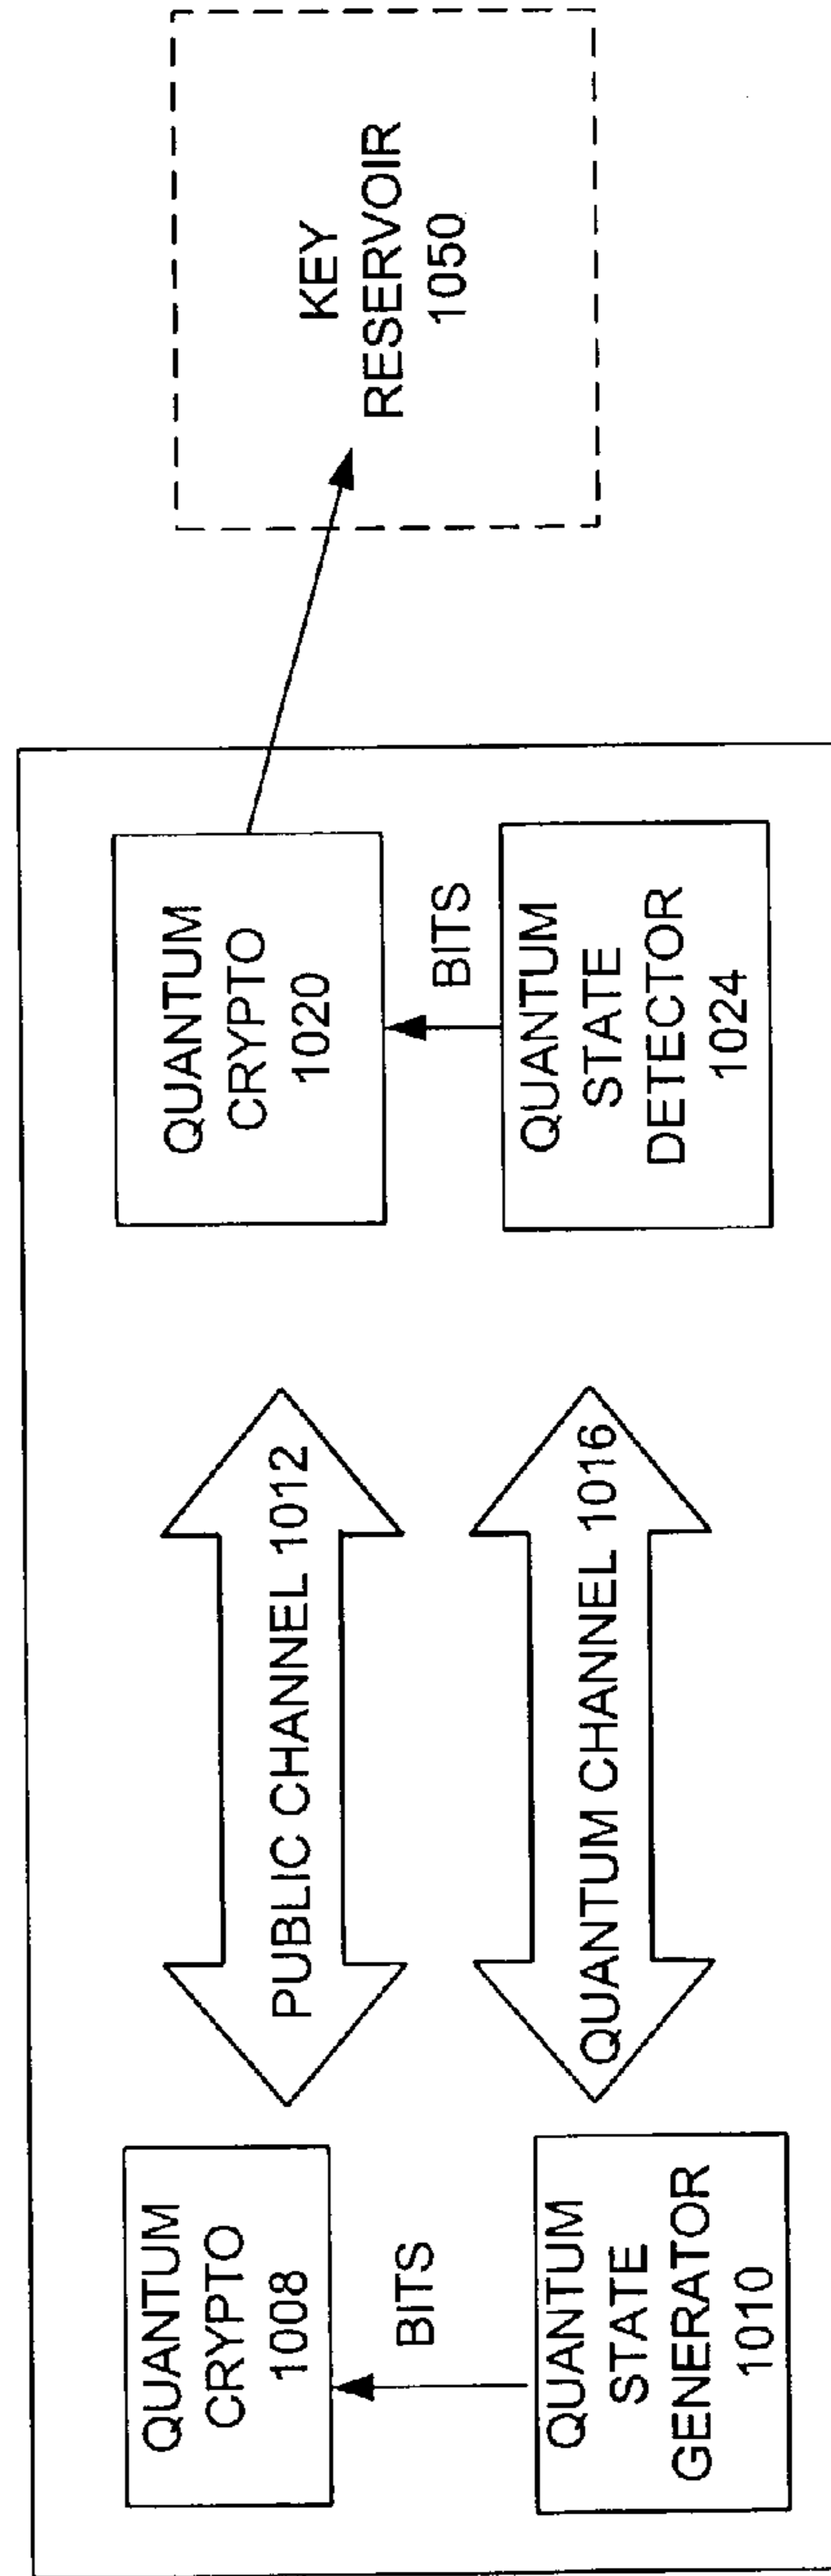 QUANTUM
CRYPTO
1008
BITS
QUANTUM
STATE
GENERATOR
1010
PUBLIC CHANNEL 1012
QUANTUM CHANNEL 1016
QUANTUM
CRYPTO
1020
BITS
QUANTUM
STATE
DETECTOR
1024
KEY
RESERVOIR
1050